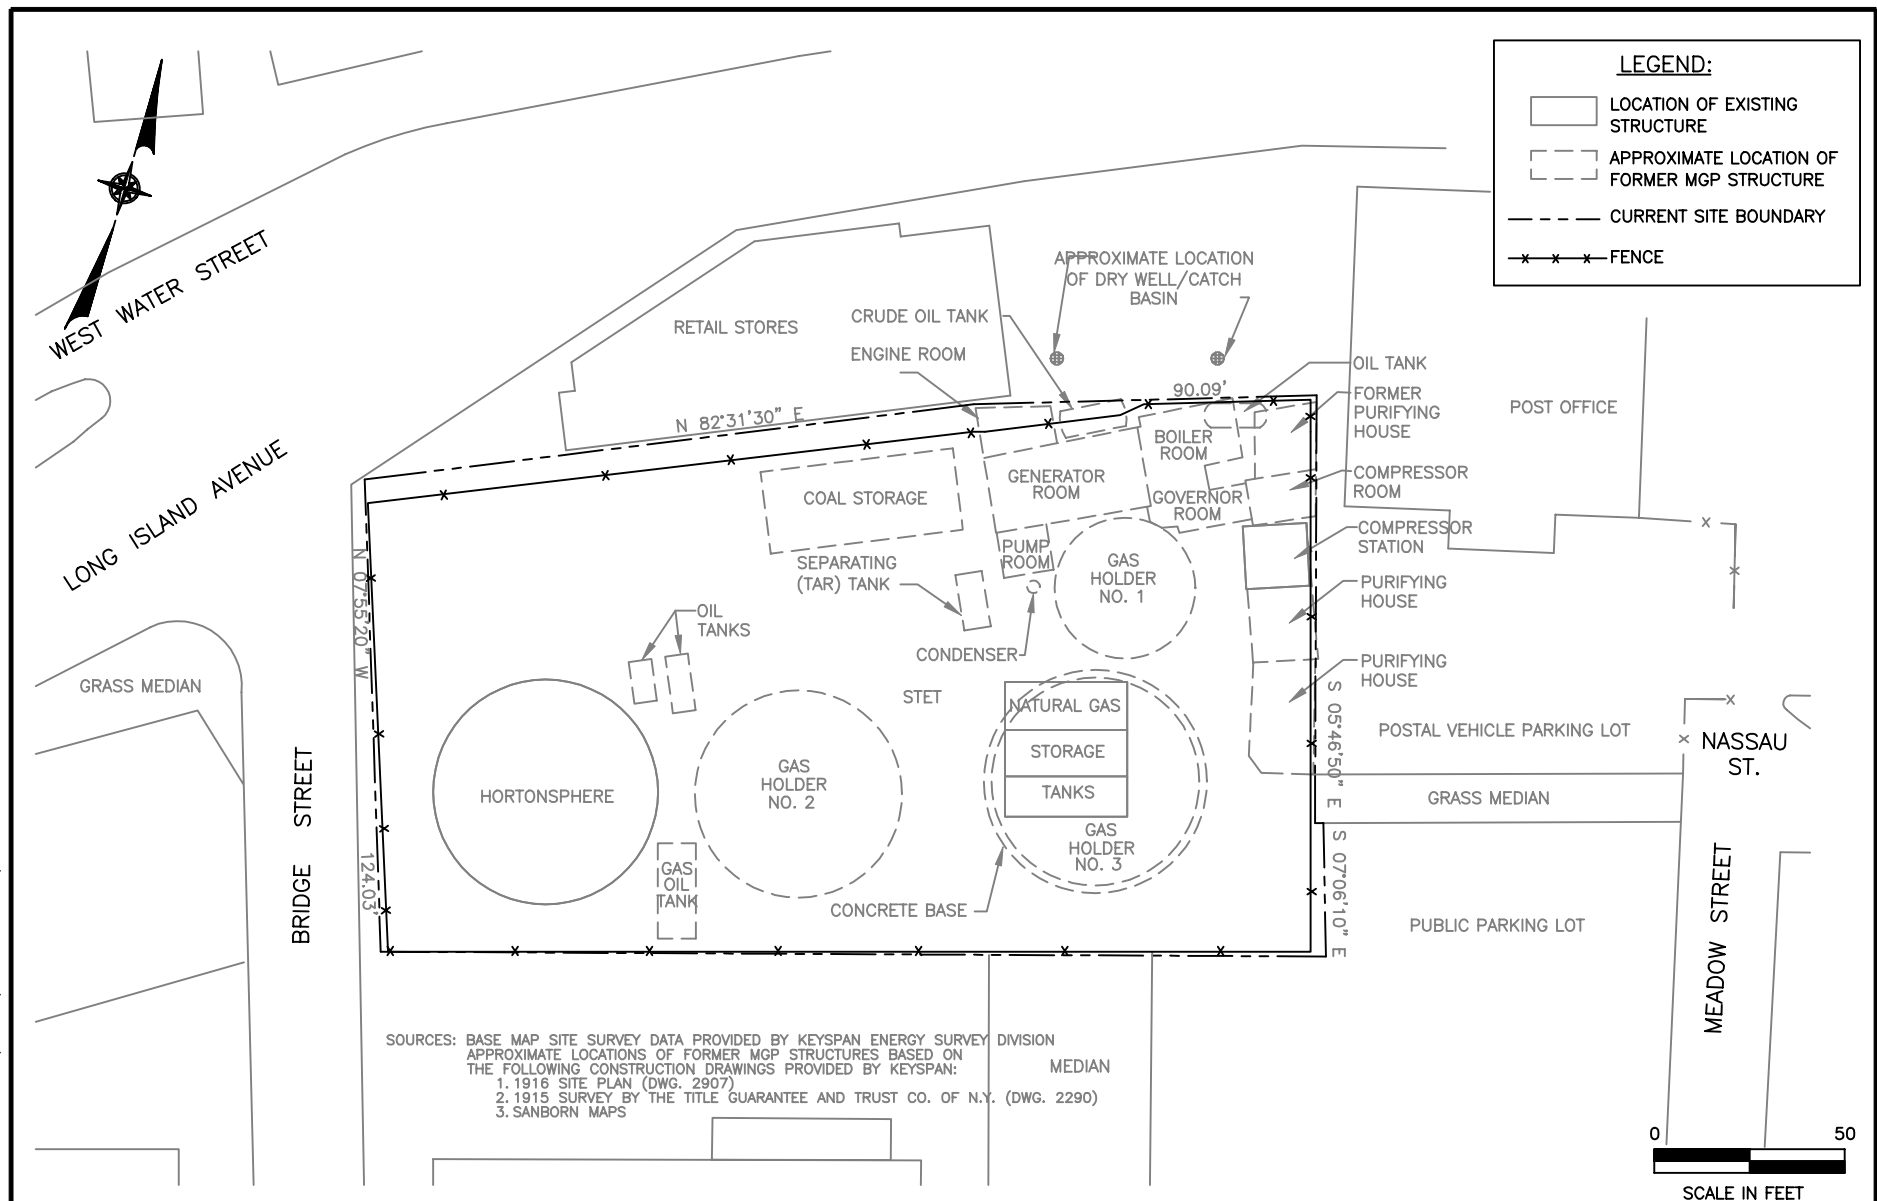 LEGEND:
LOCATION OF EXISTING
STRUCTURE
APPROXIMATE LOCATION OF
FORMER MGP STRUCTURE
CURRENT SITE BOUNDARY
FENCE
WEST WATER STREET
LONG ISLAND AVENUE
RETAIL STORES
APPROXIMATE LOCATION
OF DRY WELL/CATCH
BASIN
CRUDE OIL TANK
ENGINE ROOM
OIL TANK
FORMER
PURIFYING
HOUSE
POST OFFICE
N 82°31'30" E
90.09'
BOILER
ROOM
GENERATOR
ROOM
COAL STORAGE
GOVERNOR
ROOM
COMPRESSOR
ROOM
COMPRESSOR
STATION
PUMP
ROOM
SEPARATING
(TAR) TANK
GAS
HOLDER
NO. 1
PURIFYING
HOUSE
N 07°55'20" W
OIL
TANKS
CONDENSER
PURIFYING
HOUSE
GRASS MEDIAN
STET
NATURAL GAS
STORAGE
TANKS
S 05°46'50" E
POSTAL VEHICLE PARKING LOT
NASSAU
ST.
HORTONSPHERE
GAS
HOLDER
NO. 2
GRASS MEDIAN
GAS
HOLDER
NO. 3
BRIDGE STREET
124.03'
GAS
OIL
TANK
CONCRETE BASE
S 07°06'10" E
PUBLIC PARKING LOT
MEADOW STREET
SOURCES: BASE MAP SITE SURVEY DATA PROVIDED BY KEYSPAN ENERGY SURVEY DIVISION
APPROXIMATE LOCATIONS OF FORMER MGP STRUCTURES BASED ON
THE FOLLOWING CONSTRUCTION DRAWINGS PROVIDED BY KEYSPAN:
1. 1916 SITE PLAN (DWG. 2907)
2. 1915 SURVEY BY THE TITLE GUARANTEE AND TRUST CO. OF N.Y. (DWG. 2290)
3. SANBORN MAPS
MEDIAN
0 50
SCALE IN FEET